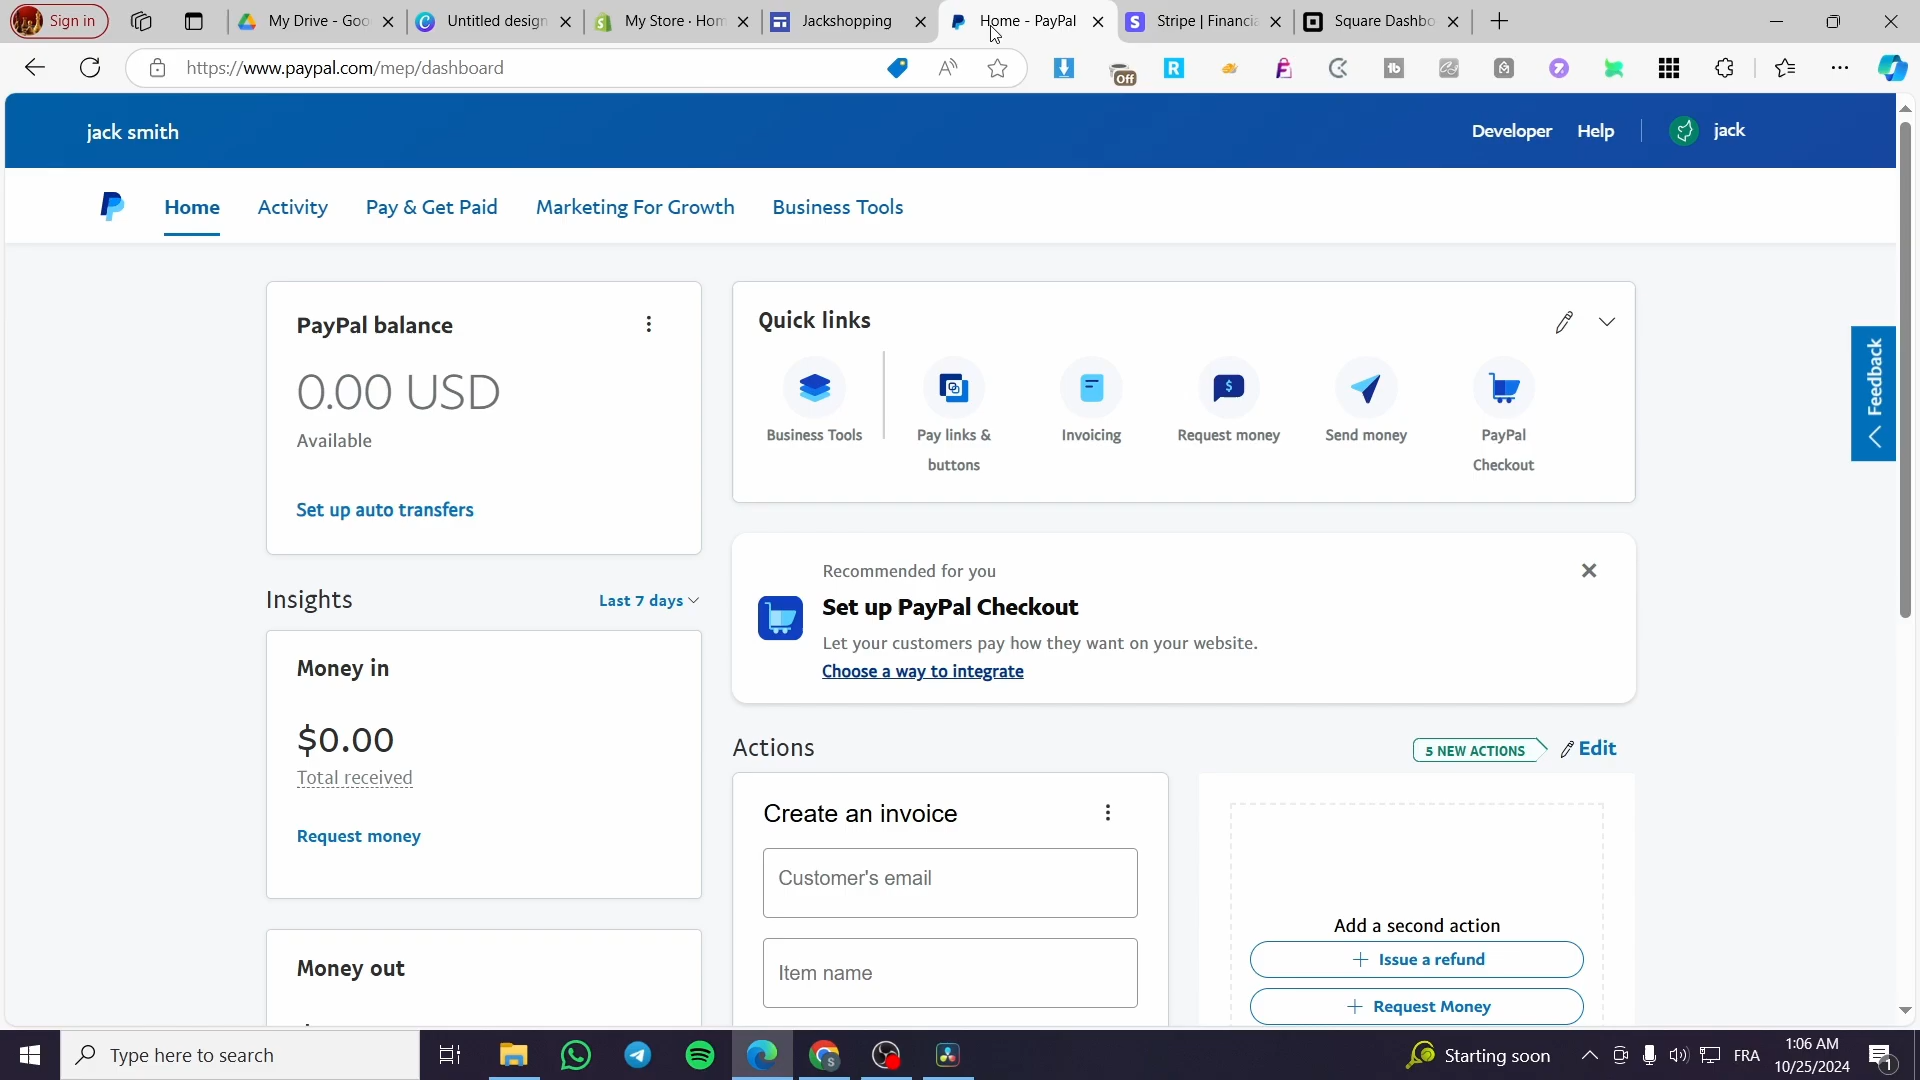 Sign in
My Drive - Goo
Untitled design
My Store · Hom
Jackshopping
Home - PayPal
Stripe | Financia
Square Dashbo
https://www.paypal.com/mep/dashboard
Off
jack smith
Developer
Help
jack
Home
Activity
Pay & Get Paid
Marketing For Growth
Business Tools
PayPal balance
0.00 USD
Available
Set up auto transfers
Quick links
Business Tools
Pay links &
buttons
Invoicing
Request money
Send money
PayPal
Checkout
Feedback
Recommended for you
Set up PayPal Checkout
Let your customers pay how they want on your website.
Choose a way to integrate
Insights
Last 7 days
Money in
$0.00
Total received
Request money
Money out
Actions
5 NEW ACTIONS
Edit
Create an invoice
Customer's email
Item name
Add a second action
Issue a refund
Request Money
Type here to search
Starting soon
FRA
1:06 AM
10/25/2024
1